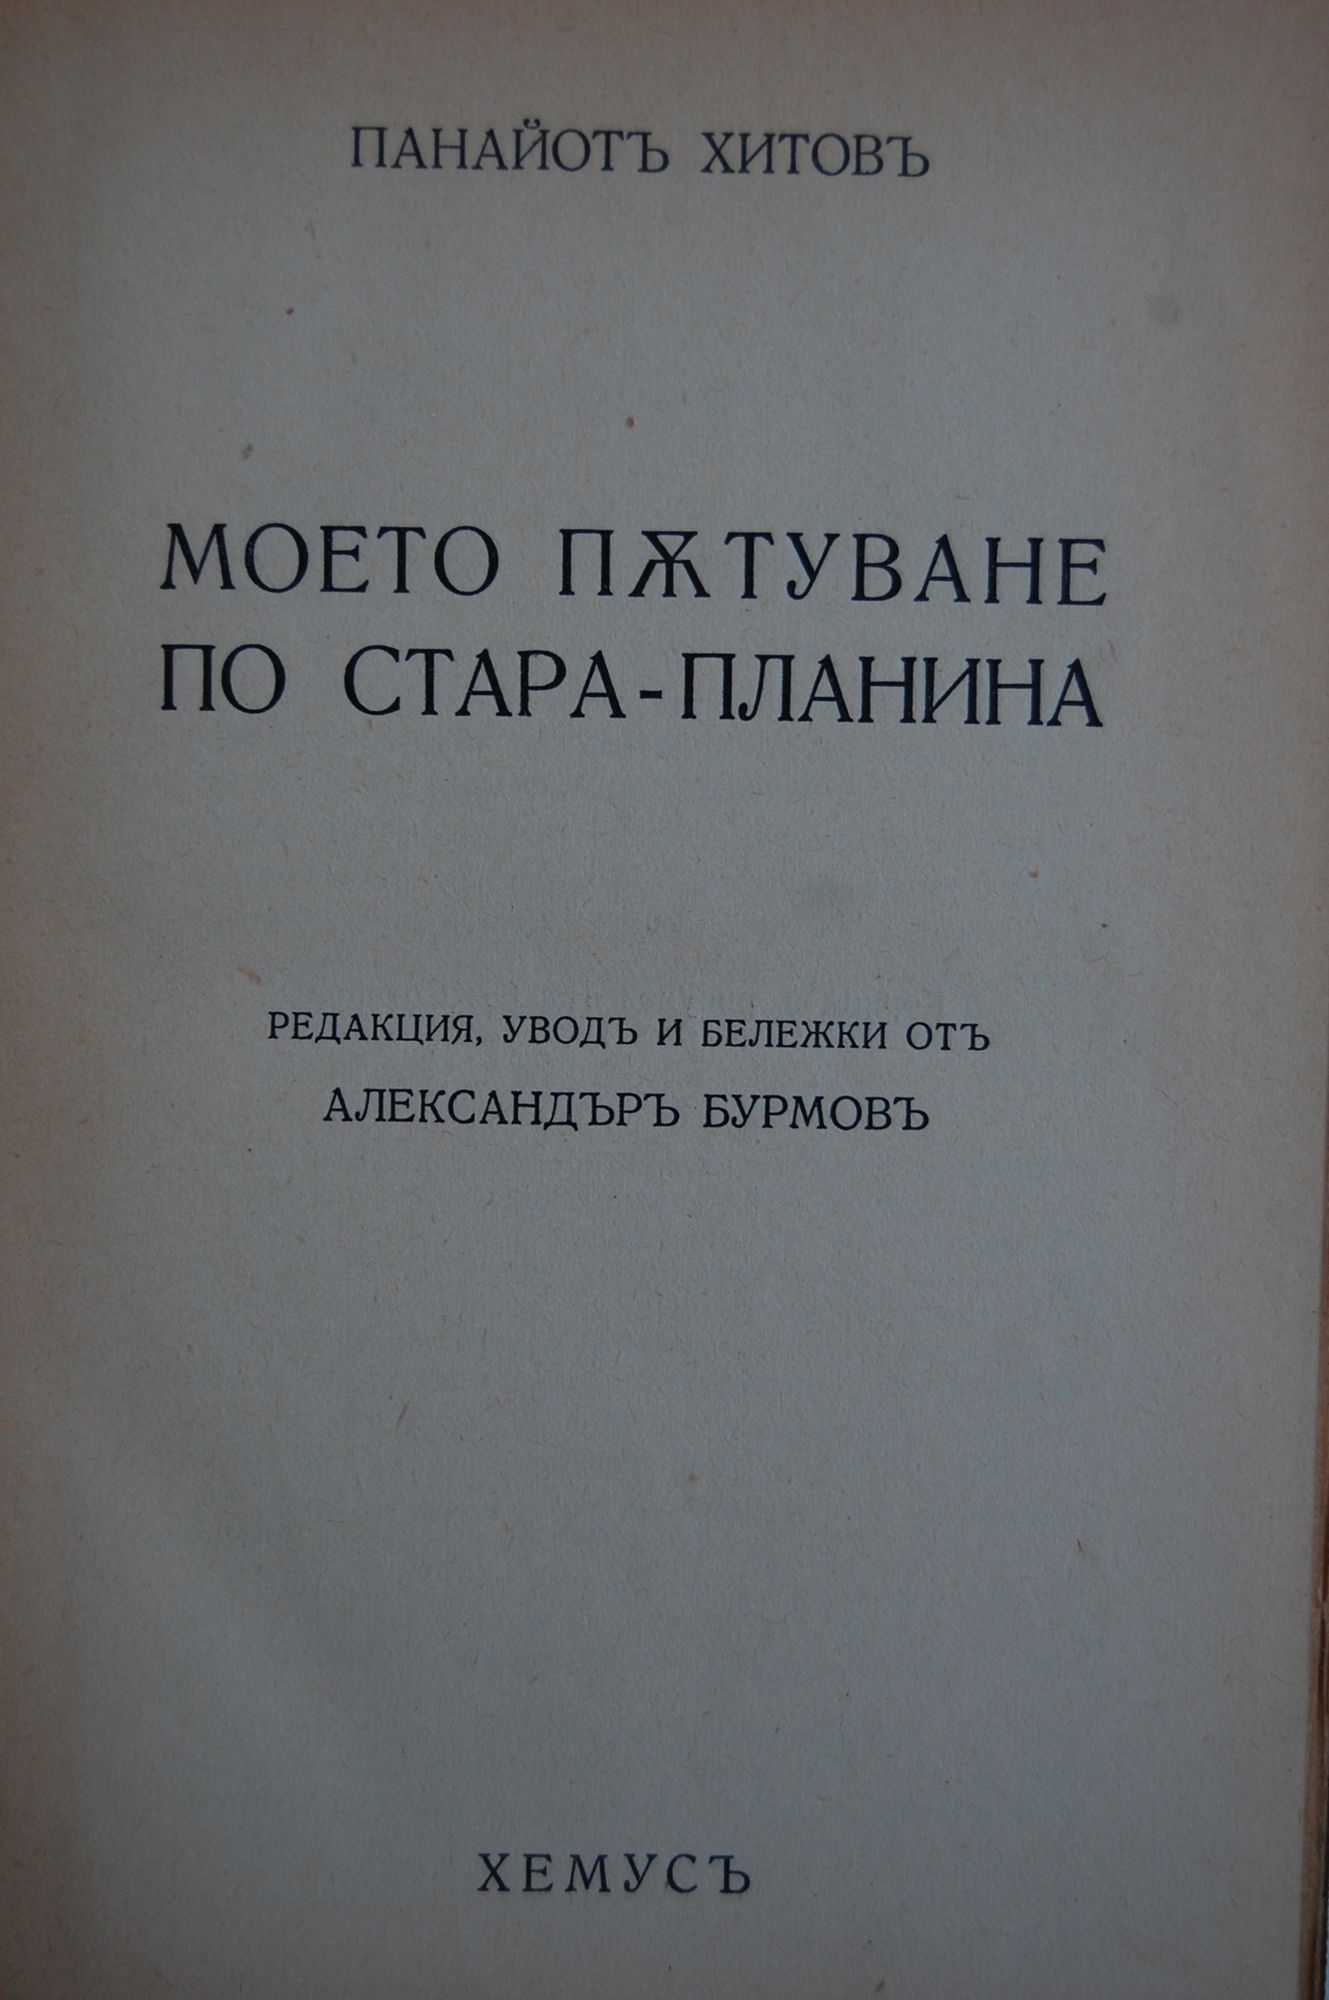 ПАНАЙОТЪ ХИТОВЪ
МОЕТО ПѪТУВАНЕ
ПО СТАРА-ПЛАНИНА
РЕДАКЦИЯ, УВОДЪ И БЕЛЕЖКИ ОТЪ
АЛЕКСАНДЪРЪ БУРМОВЪ
ХЕМУСЪ